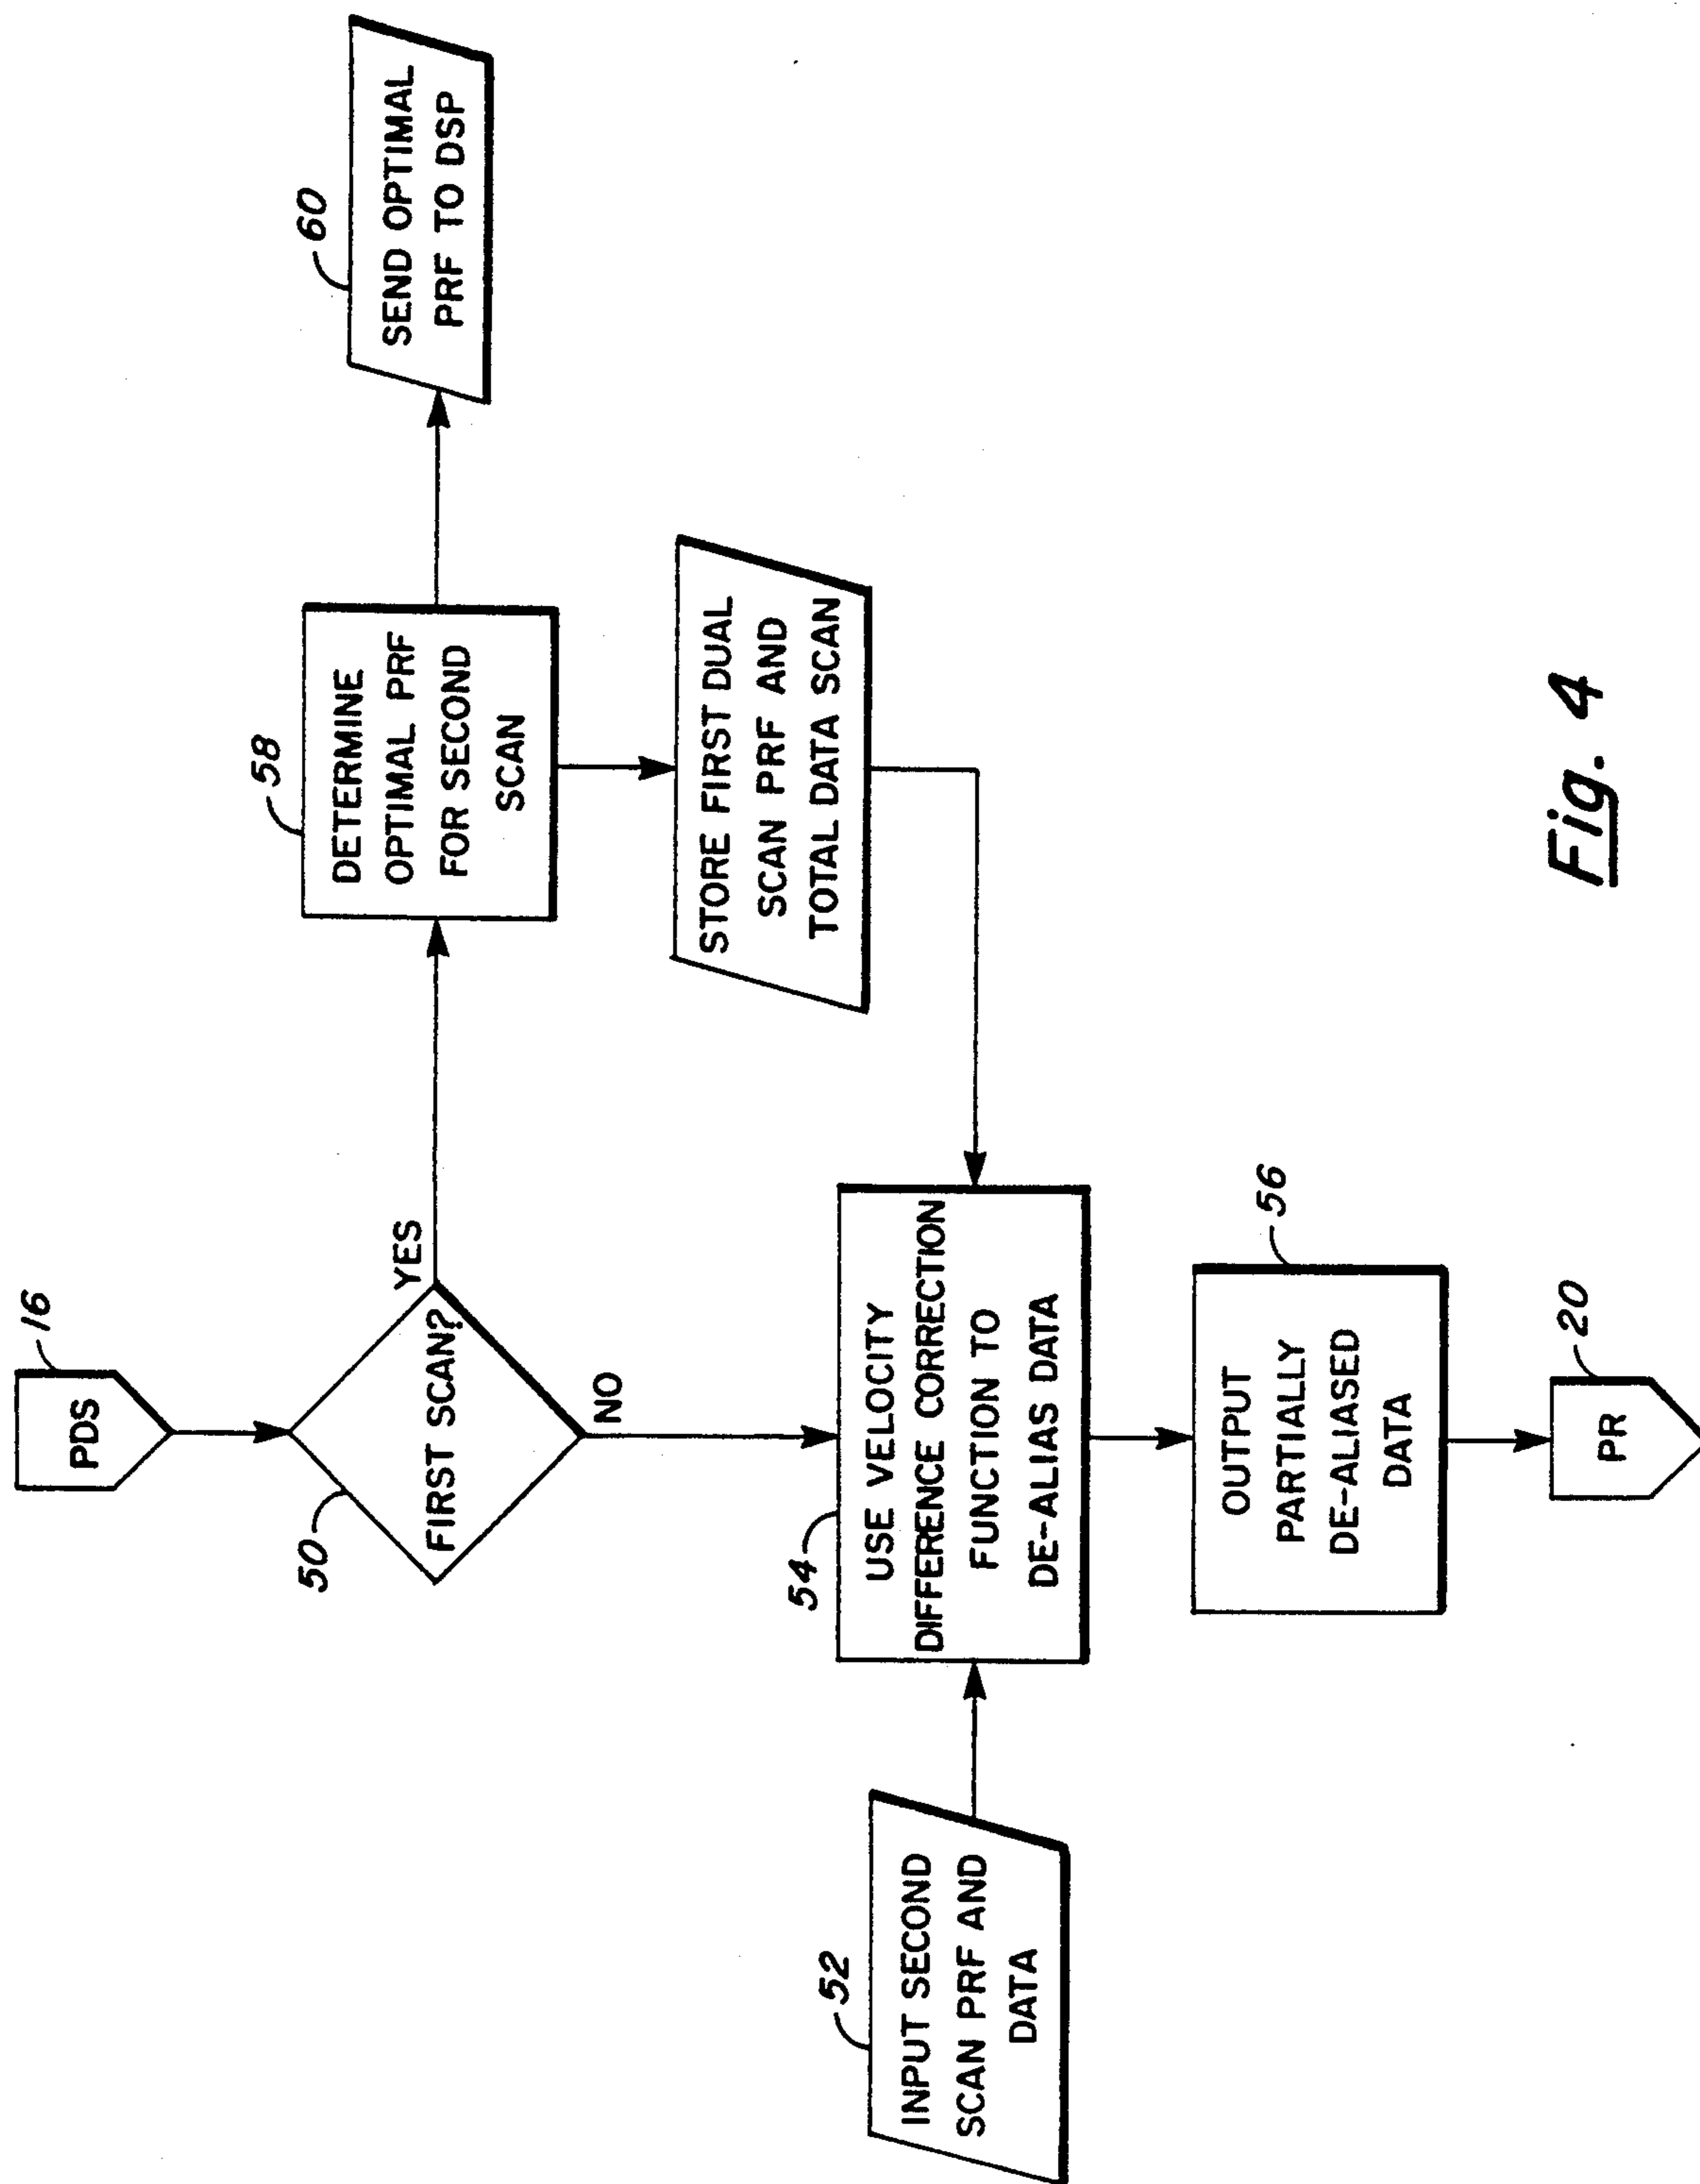 16
PDS
50
FIRST SCAN?
YES
NO
58
DETERMINE
OPTIMAL PRF
FOR SECOND
SCAN
60
SEND OPTIMAL
PRF TO DSP
STORE FIRST DUAL
SCAN PRF AND
TOTAL DATA SCAN
52
INPUT SECOND
SCAN PRF AND
DATA
54
USE VELOCITY
DIFFERENCE CORRECTION
FUNCTION TO
DE-ALIAS DATA
56
OUTPUT
PARTIALLY
DE-ALIASED
DATA
20
PR
Fig. 4